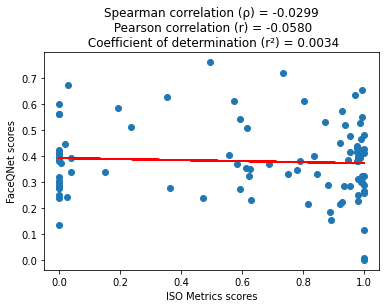 Spearman correlation (ρ) = -0.0299
Pearson correlation (r) = -0.0580
Coefficient of determination (r²) = 0.0034
FaceQNet scores
0.7
0.6
0.5
0.4
0.3
0.2
0.1
0.0
0.0 0.2 0.4 0.6 0.8 1.0
ISO Metrics scores